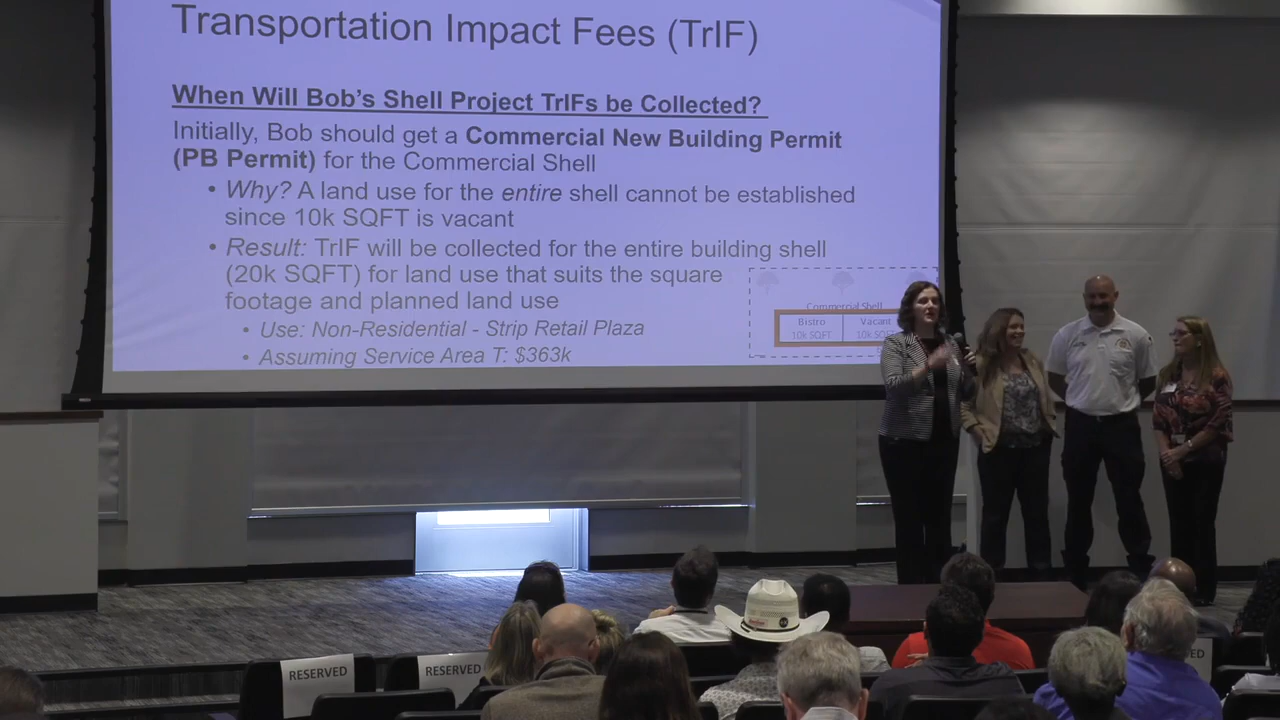 Transportation Impact Fees (TrIF)
When Will Bob's Shell Project TrIFs be Collected?
Initially, Bob should get a Commercial New Building Permit
(PB Permit) for the Commercial Shell
• Why? A land use for the entire shell cannot be established
since 10k SQFT is vacant
• Result: TrIF will be collected for the entire building shell
(20k SQFT) for land use that suits the square
footage and planned land use
• Use: Non-Residential - Strip Retail Plaza
• Assuming Service Area T: $363k
Commercial Shell
Bistro
10k SQFT
Vacant
10k SQFT
RESERVED
RESERVED